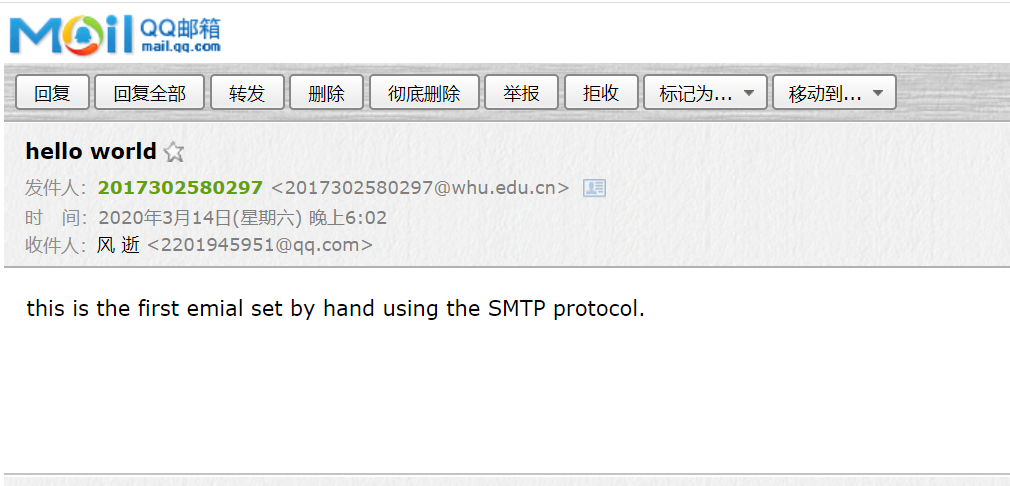 Mail QQ邮箱
mail.qq.com
回复 回复全部 转发 删除 彻底删除 举报 拒收 标记为... 移动到...
hello world
发件人：2017302580297 <2017302580297@whu.edu.cn>
时 间：2020年3月14日(星期六) 晚上6:02
收件人：风 逝 <2201945951@qq.com>
this is the first emial set by hand using the SMTP protocol.